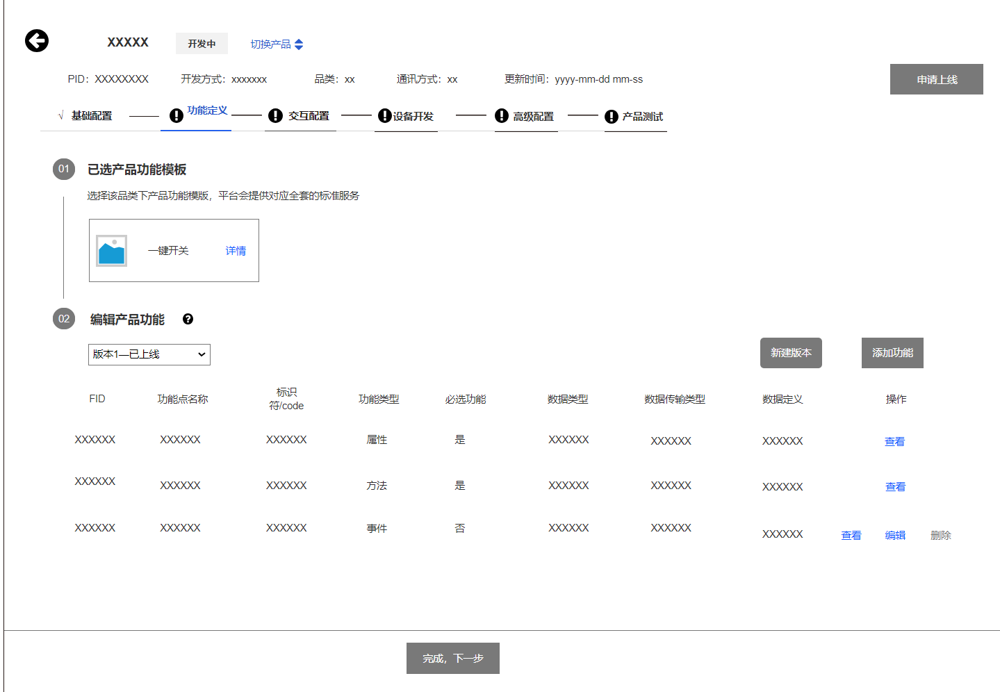 XXXXX 开发中 切换产品
PID：XXXXXXXX 开发方式：xxxxxxx 品类：xx 通讯方式：xx 更新时间：yyyy-mm-dd mm-ss
申请上线
√ 基础配置 功能定义 交互配置 设备开发 高级配置 产品测试
01 已选产品功能模板
选择该品类下产品功能模版，平台会提供对应全套的标准服务
一键开关 详情
02 编辑产品功能
版本1—已上线 新建版本 添加功能
FID 功能点名称 标识符/code 功能类型 必选功能 数据类型 数据传输类型 数据定义 操作
XXXXXX XXXXXX XXXXXX 属性 是 XXXXXX XXXXXX XXXXXX 查看
XXXXXX XXXXXX XXXXXX 方法 是 XXXXXX XXXXXX XXXXXX 查看
XXXXXX XXXXXX XXXXXX 事件 否 XXXXXX XXXXXX XXXXXX 查看 编辑 删除
完成，下一步